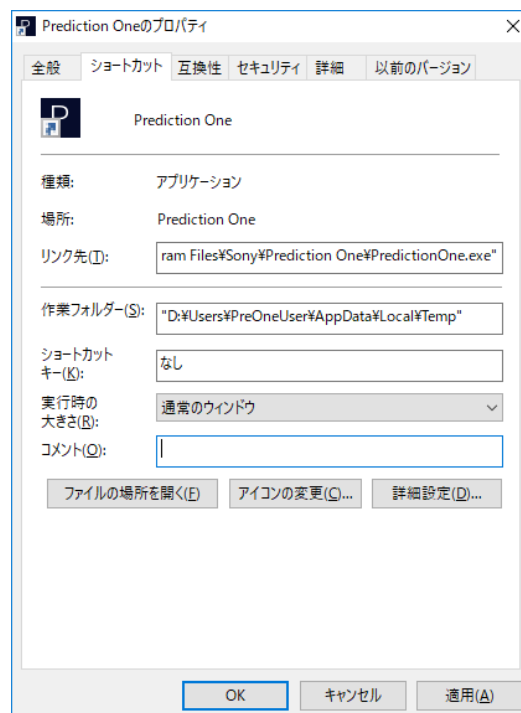 Prediction Oneのプロパティ
全般 ショートカット 互換性 セキュリティ 詳細 以前のバージョン
Prediction One
種類: アプリケーション
場所: Prediction One
リンク先(T): ram Files¥Sony¥Prediction One¥PredictionOne.exe"
作業フォルダー(S): "D:¥Users¥PreOneUser¥AppData¥Local¥Temp"
ショートカット
キー(K): なし
実行時の
大きさ(R): 通常のウィンドウ
コメント(O):
ファイルの場所を開く(F) アイコンの変更(C)... 詳細設定(D)...
OK キャンセル 適用(A)